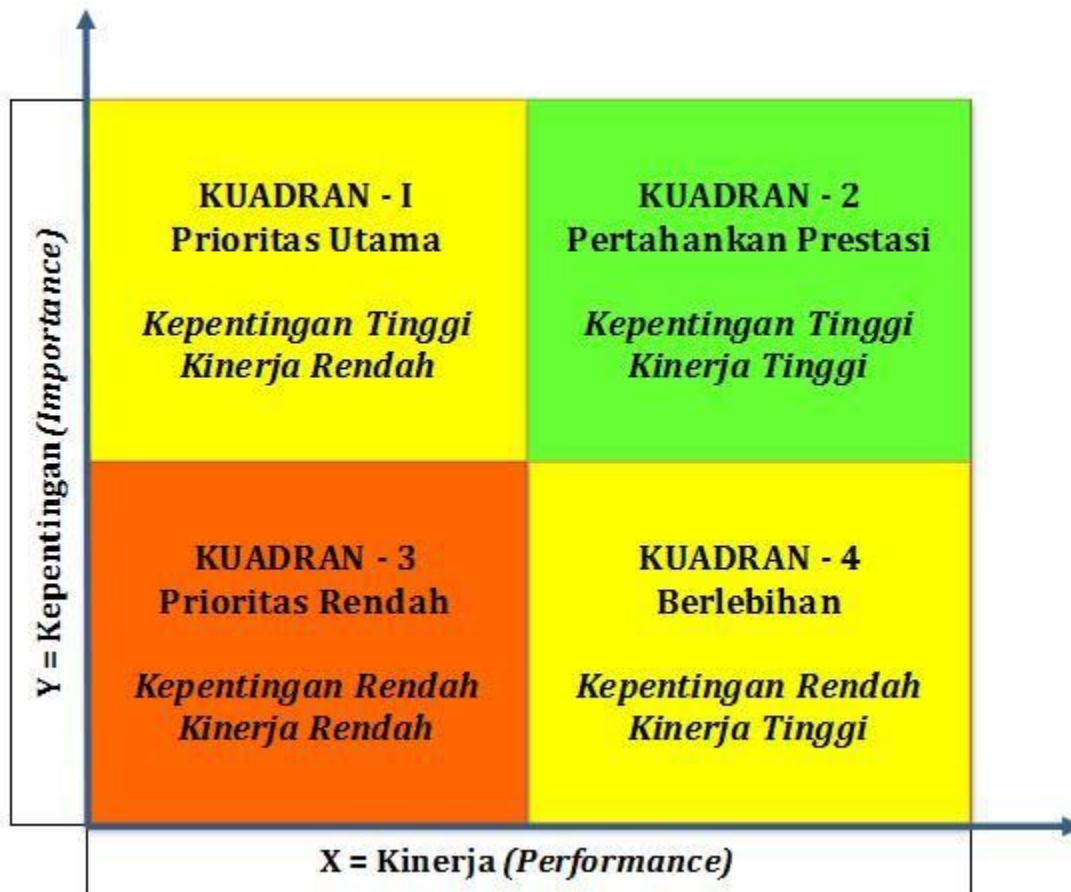 KUADRAN - I
Prioritas Utama
Kepentingan Tinggi
Kinerja Rendah
KUADRAN - 2
Pertahankan Prestasi
Kepentingan Tinggi
Kinerja Tinggi
Y = Kepentingan (Importance)
KUADRAN - 3
Prioritas Rendah
Kepentingan Rendah
Kinerja Rendah
KUADRAN - 4
Berlebihan
Kepentingan Rendah
Kinerja Tinggi
X = Kinerja (Performance)